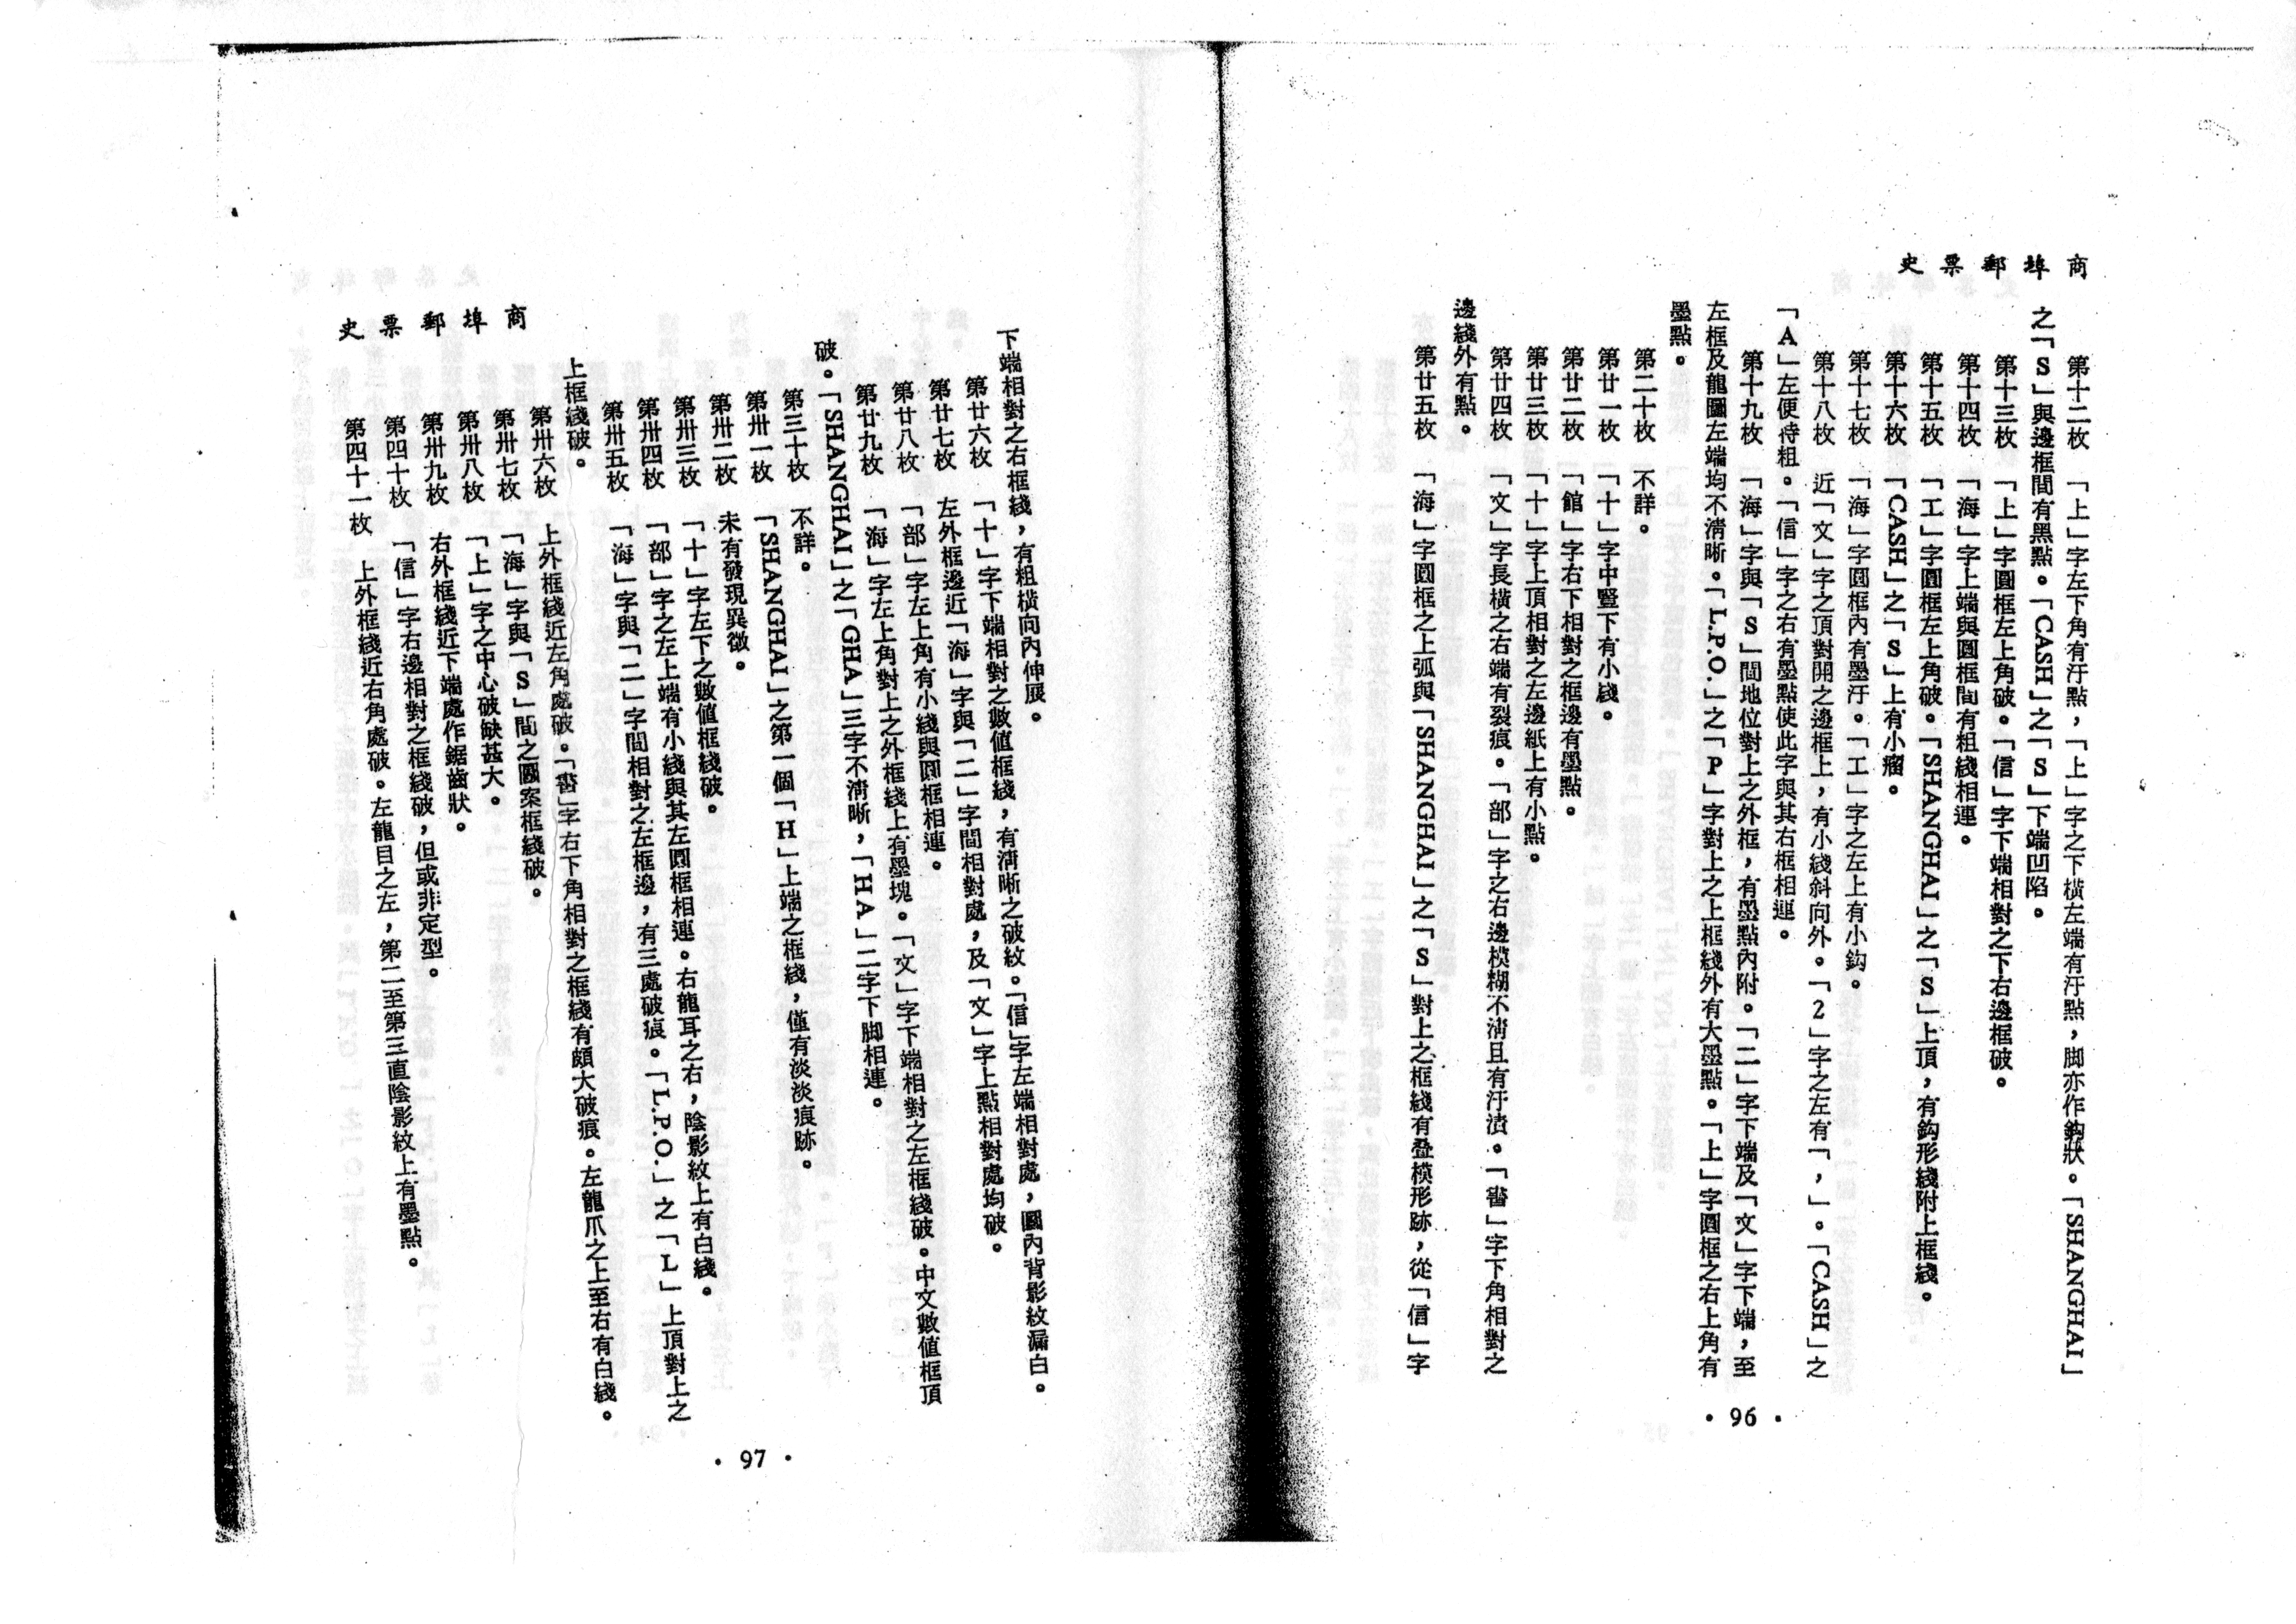 商埠郵票史
第十二枚　「上」字左下角有汙點，「上」字之下橫左端有汙點，脚亦作鈎狀。「SHANGHAI」
之「S」與邊框間有黑點。「CASH」之「S」下端凹陷。
第十三枚　「上」字圓框左上角破。「信」字下端相對之下右邊框破。
第十四枚　「海」字上端與圓框間有粗綫相連。
第十五枚　「工」字圓框左上角破。「SHANGHAI」之「S」上頂，有鈎形綫附上框綫。
第十六枚　「CASH」之「S」上有小瘤。
第十七枚　「海」字圓框內有墨汙。「工」字之左上有小鈎。
第十八枚　近「文」字之頂對開之邊框上，有小綫斜向外。「2」字之左有「，」。「CASH」之
「A」左便特粗。「信」字之右有墨點使此字與其右框相連。
第十九枚　「海」字與「S」間地位對上之外框，有墨點內附。「二」字下端及「文」字下端，至
左框及龍圖左端均不清晰。「L.P.O.」之「P」字對上之上框綫外有大墨點。「上」字圓框之右上角有
墨點。
第二十枚　不詳。
第廿一枚　「十」字中豎下有小綫。
第廿二枚　「館」字右下相對之框邊有墨點。
第廿三枚　「十」字上頂相對之左邊紙上有小點。
第廿四枚　「文」字長橫之右端有裂痕。「部」字之右邊模糊不清且有汙漬。「酱」字下角相對之
邊綫外有點。
第廿五枚　「海」字圓框之上弧與「SHANGHAI」之「S」對上之框綫有叠模形跡，從「信」字
• 96 •
下端相對之右框綫，有粗橫向內伸展。
第廿六枚　「十」字下端相對之數值框綫，有清晰之破紋。「信」字左端相對處，圓內背影紋漏白。
第廿七枚　左外框邊近「海」字與「二」字間相對處，及「文」字上點相對處均破。
第廿八枚　「部」字左上角有小綫與圓框相連。
第廿九枚　「海」字左上角對上之外框綫上有墨塊。「文」字下端相對之左框綫破。中文數值框頂
破。「SHANGHAI」之「GHA」三字不清晰，「HA」二字下脚相連。
第三十枚　不詳。
第卅一枚　「SHANGHAI」之第一個「H」上端之框綫，僅有淡淡痕跡。
第卅二枚　未有發現異徵。
第卅三枚　「十」字左下之數值框綫破。
第卅四枚　「部」字之左上端有小綫與其左圓框相連。右龍耳之右，陰影紋上有白綫。
第卅五枚　「海」字與「二」字間相對之左框邊，有三處破痕。「L.P.O.」之「L」上頂對上之
上框綫破。
第卅六枚　上外框綫近左角處破。「酱」字右下角相對之框綫有頗大破痕。左龍爪之上至右有白綫。
第卅七枚　「海」字與「S」間之圖案框綫破。
第卅八枚　「上」字之中心破缺甚大。
第卅九枚　右外框綫近下端處作鋸齒狀。
第四十枚　「信」字右邊相對之框綫破，但或非定型。
第四十一枚　上外框綫近右角處破。左龍目之左，第二至第三直陰影紋上有墨點。
商埠郵票史
• 97 •